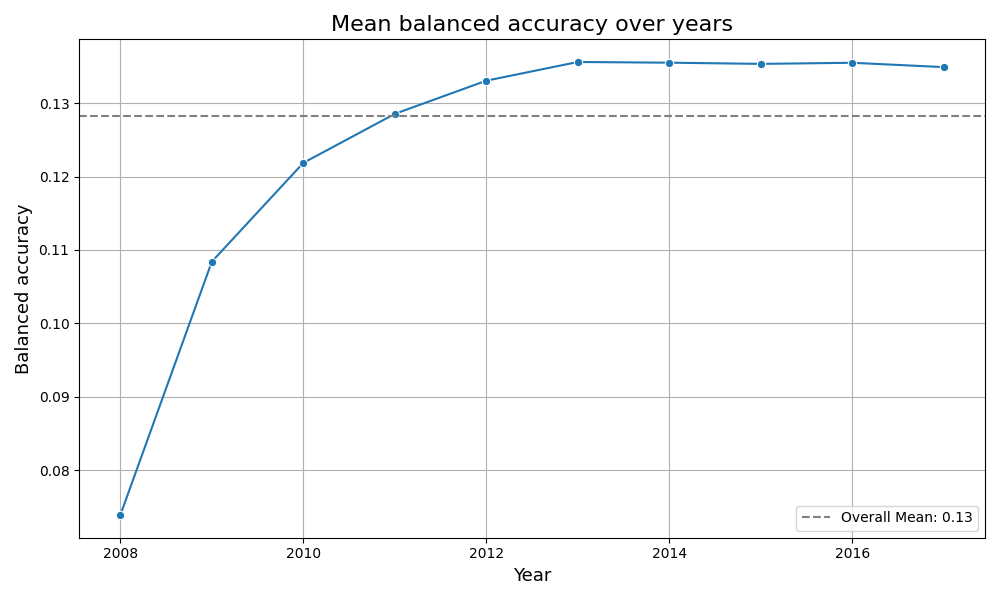 Mean balanced accuracy over years
Balanced accuracy
0.13
0.12
0.11
0.10
0.09
0.08
Overall Mean: 0.13
2008
2010
2012
2014
2016
Year